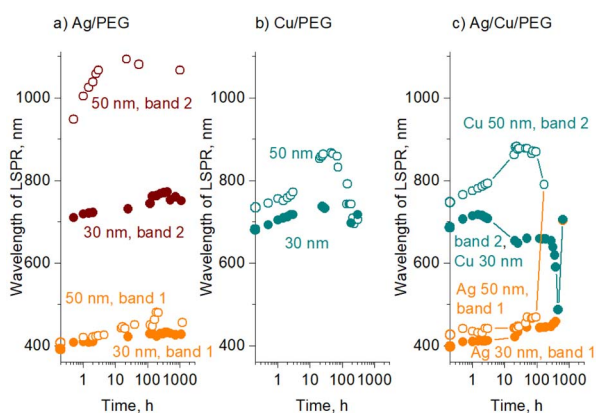 a) Ag/PEG
b) Cu/PEG
c) Ag/Cu/PEG
Wavelength of LSPR, nm
1000
800
600
400
50 nm, band 2
30 nm, band 2
50 nm, band 1
30 nm, band 1
1
10
100
1000
Time, h
Wavelength of LSPR, nm
1000
800
600
400
50 nm
30 nm
1
10
100
1000
Time, h
Wavelength of LSPR, nm
1000
800
600
400
Cu 50 nm, band 2
band 2,
Cu 30 nm
Ag 50 nm,
band 1
Ag 30 nm, band 1
1
10
100
1000
Time, h